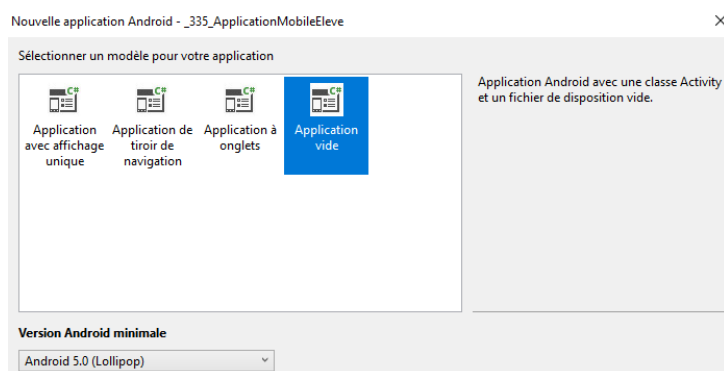 Nouvelle application Android - _335_ApplicationMobileEleve
Sélectionner un modèle pour votre application
C#
C#
C#
C#
Application avec affichage unique
Application de tiroir de navigation
Application à onglets
Application vide
Application Android avec une classe Activity
et un fichier de disposition vide.
Version Android minimale
Android 5.0 (Lollipop)